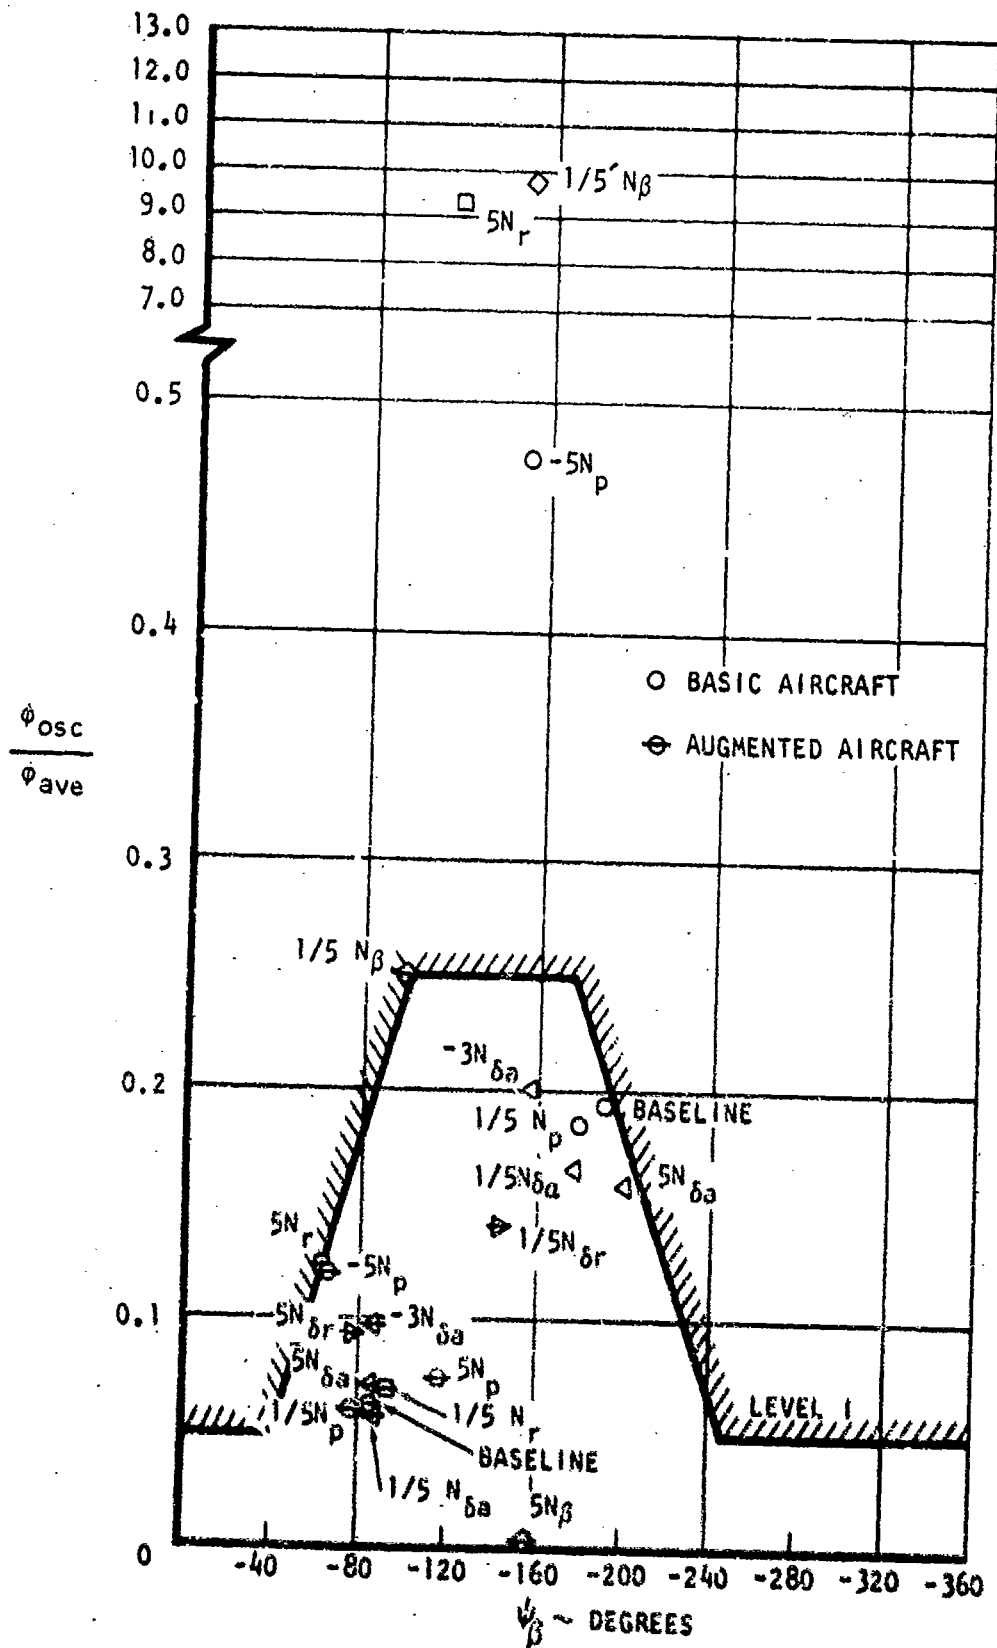 13.0
12.0
11.0
10.0
9.0
8.0
7.0
0.5
0.4
0.3
0.2
0.1
0
1/5 Nβ
5Nr
-5Np
○ BASIC AIRCRAFT
AUGMENTED AIRCRAFT
φosc
φave
1/5 Nβ
-3Nδa
1/5 Np
BASELINE
1/5Nδa
5Nδa
1/5Nδr
5Nr
-5Np
5Nδr
-3Nδa
5Nδa
5Np
1/5Np
1/5 Nr
BASELINE
1/5 Nδa
5Nβ
LEVEL 1
-40 -80 -120 -160 -200 -240 -280 -320 -360
ψβ ~ DEGREES